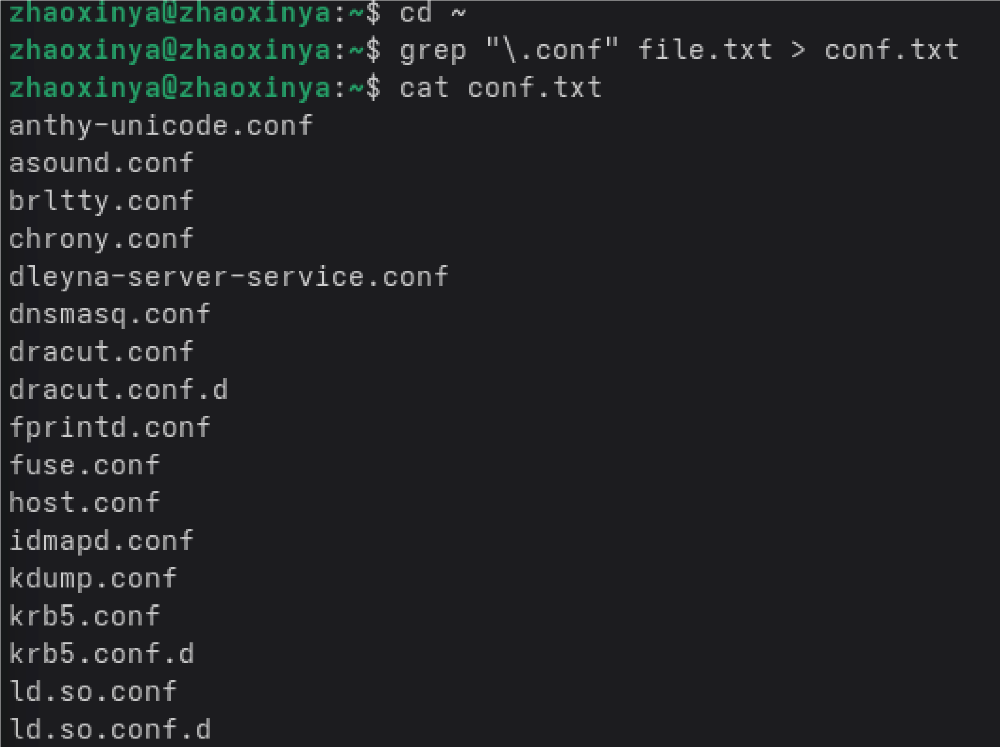 zhaoxinya@zhaoxinya:~$ cd ~
zhaoxinya@zhaoxinya:~$ grep "\.conf" file.txt > conf.txt
zhaoxinya@zhaoxinya:~$ cat conf.txt
anthy-unicode.conf
asound.conf
brltty.conf
chrony.conf
dleyna-server-service.conf
dnsmasq.conf
dracut.conf
dracut.conf.d
fprintd.conf
fuse.conf
host.conf
idmapd.conf
kdump.conf
krb5.conf
krb5.conf.d
ld.so.conf
ld.so.conf.d